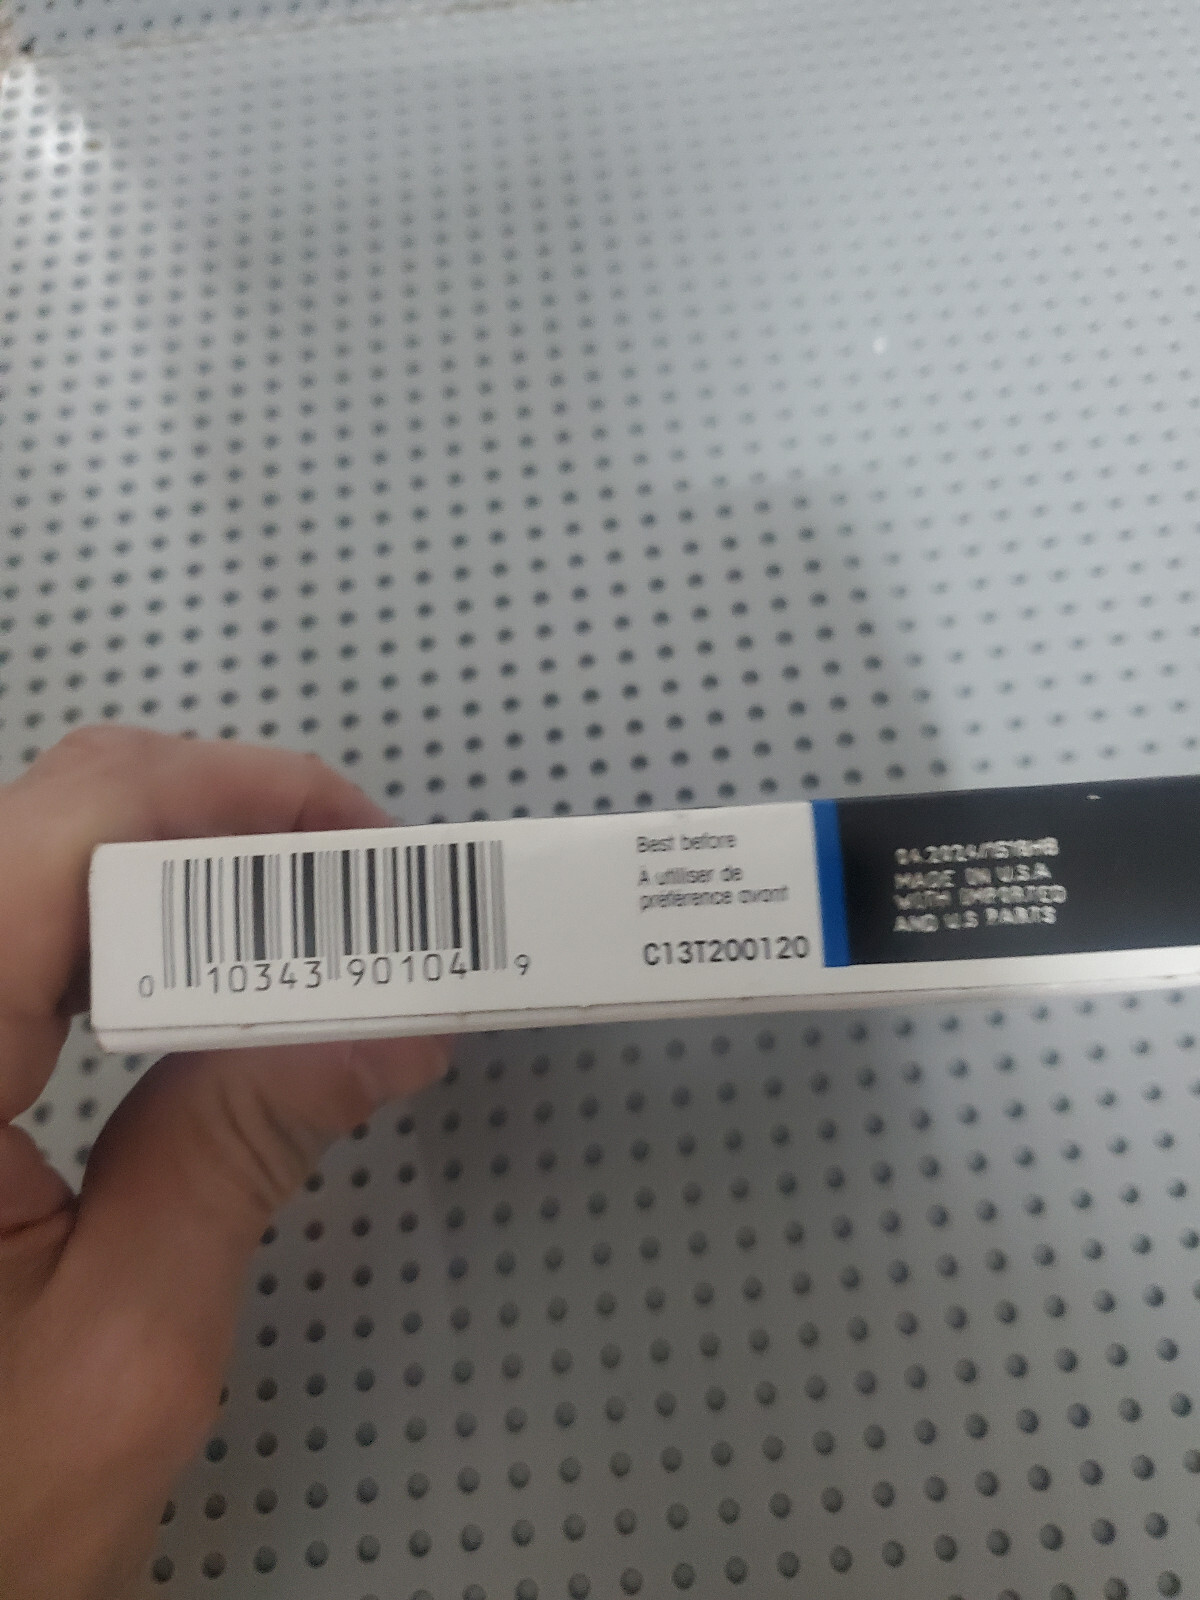 0 10343 90104 9
Best before
À utiliser de
préférence avant
C13T200120
MADE IN U.S.A
WITH IMPORTED
AND U.S PARTS